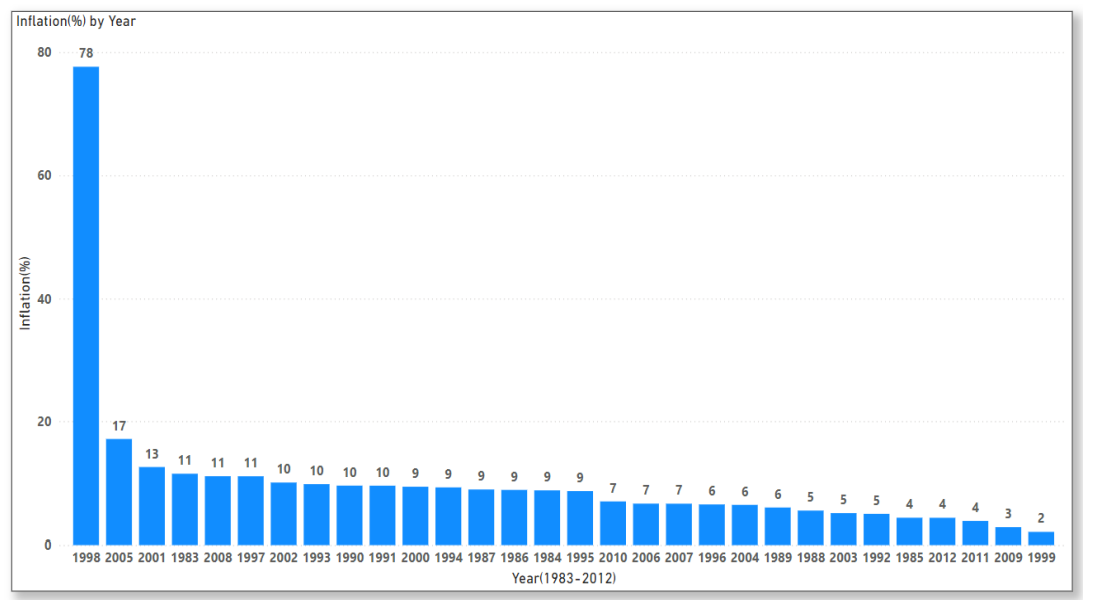 Inflation(%) by Year
80
60
40
20
0
Inflation(%)
78 17 13 11 11 11 10 10 10 10 9 9 9 9 9 9 7 7 7 6 6 6 5 5 5 4 4 4 3 2
1998 2005 2001 1983 2008 1997 2002 1993 1990 1991 2000 1994 1987 1986 1984 1995 2010 2006 2007 1996 2004 1989 1988 2003 1992 1985 2012 2011 2009 1999
Year(1983-2012)